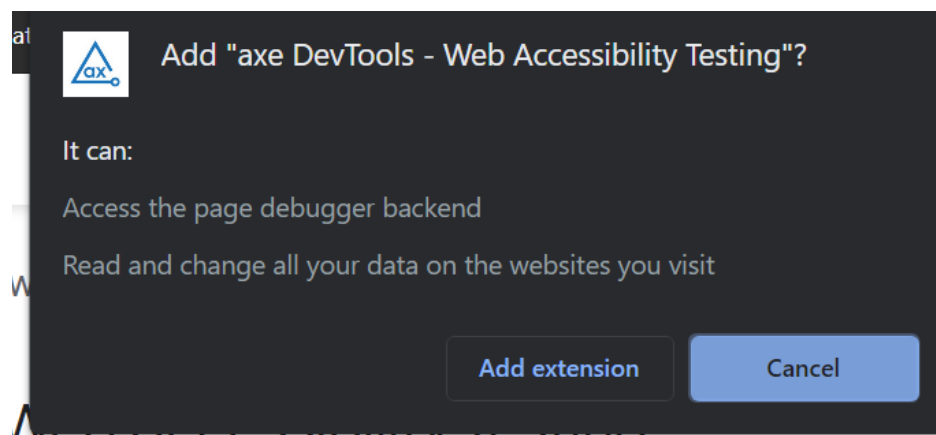 at
ax
Add "axe DevTools - Web Accessibility Testing"?
It can:
Access the page debugger backend
Read and change all your data on the websites you visit
Add extension
Cancel